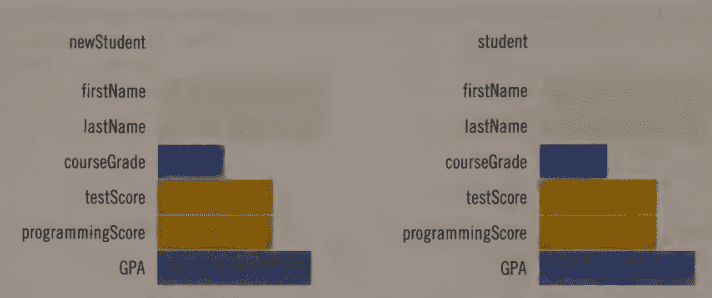 newStudent
firstName
lastName
courseGrade
testScore
programmingScore
GPA
student
firstName
lastName
courseGrade
testScore
programmingScore
GPA